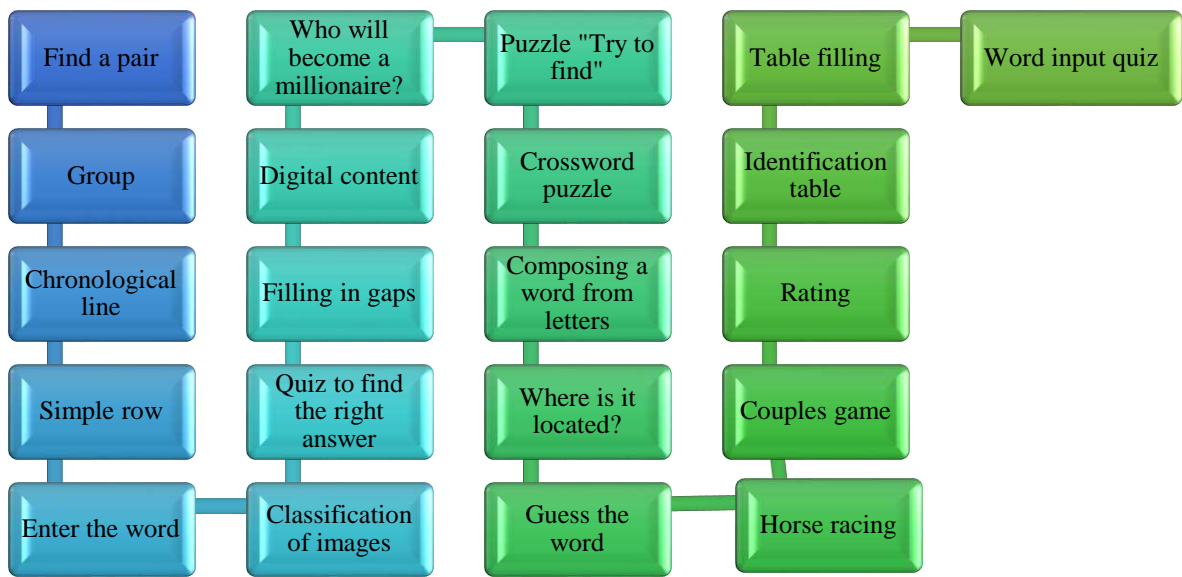 Find a pair
Group
Chronological
line
Simple row
Enter the word
Classification
of images
Quiz to find
the right
answer
Filling in gaps
Digital content
Who will
become a
millionaire?
Puzzle "Try to
find"
Crossword
puzzle
Composing a
word from
letters
Where is it
located?
Guess the
word
Horse racing
Couples game
Rating
Identification
table
Table filling
Word input quiz